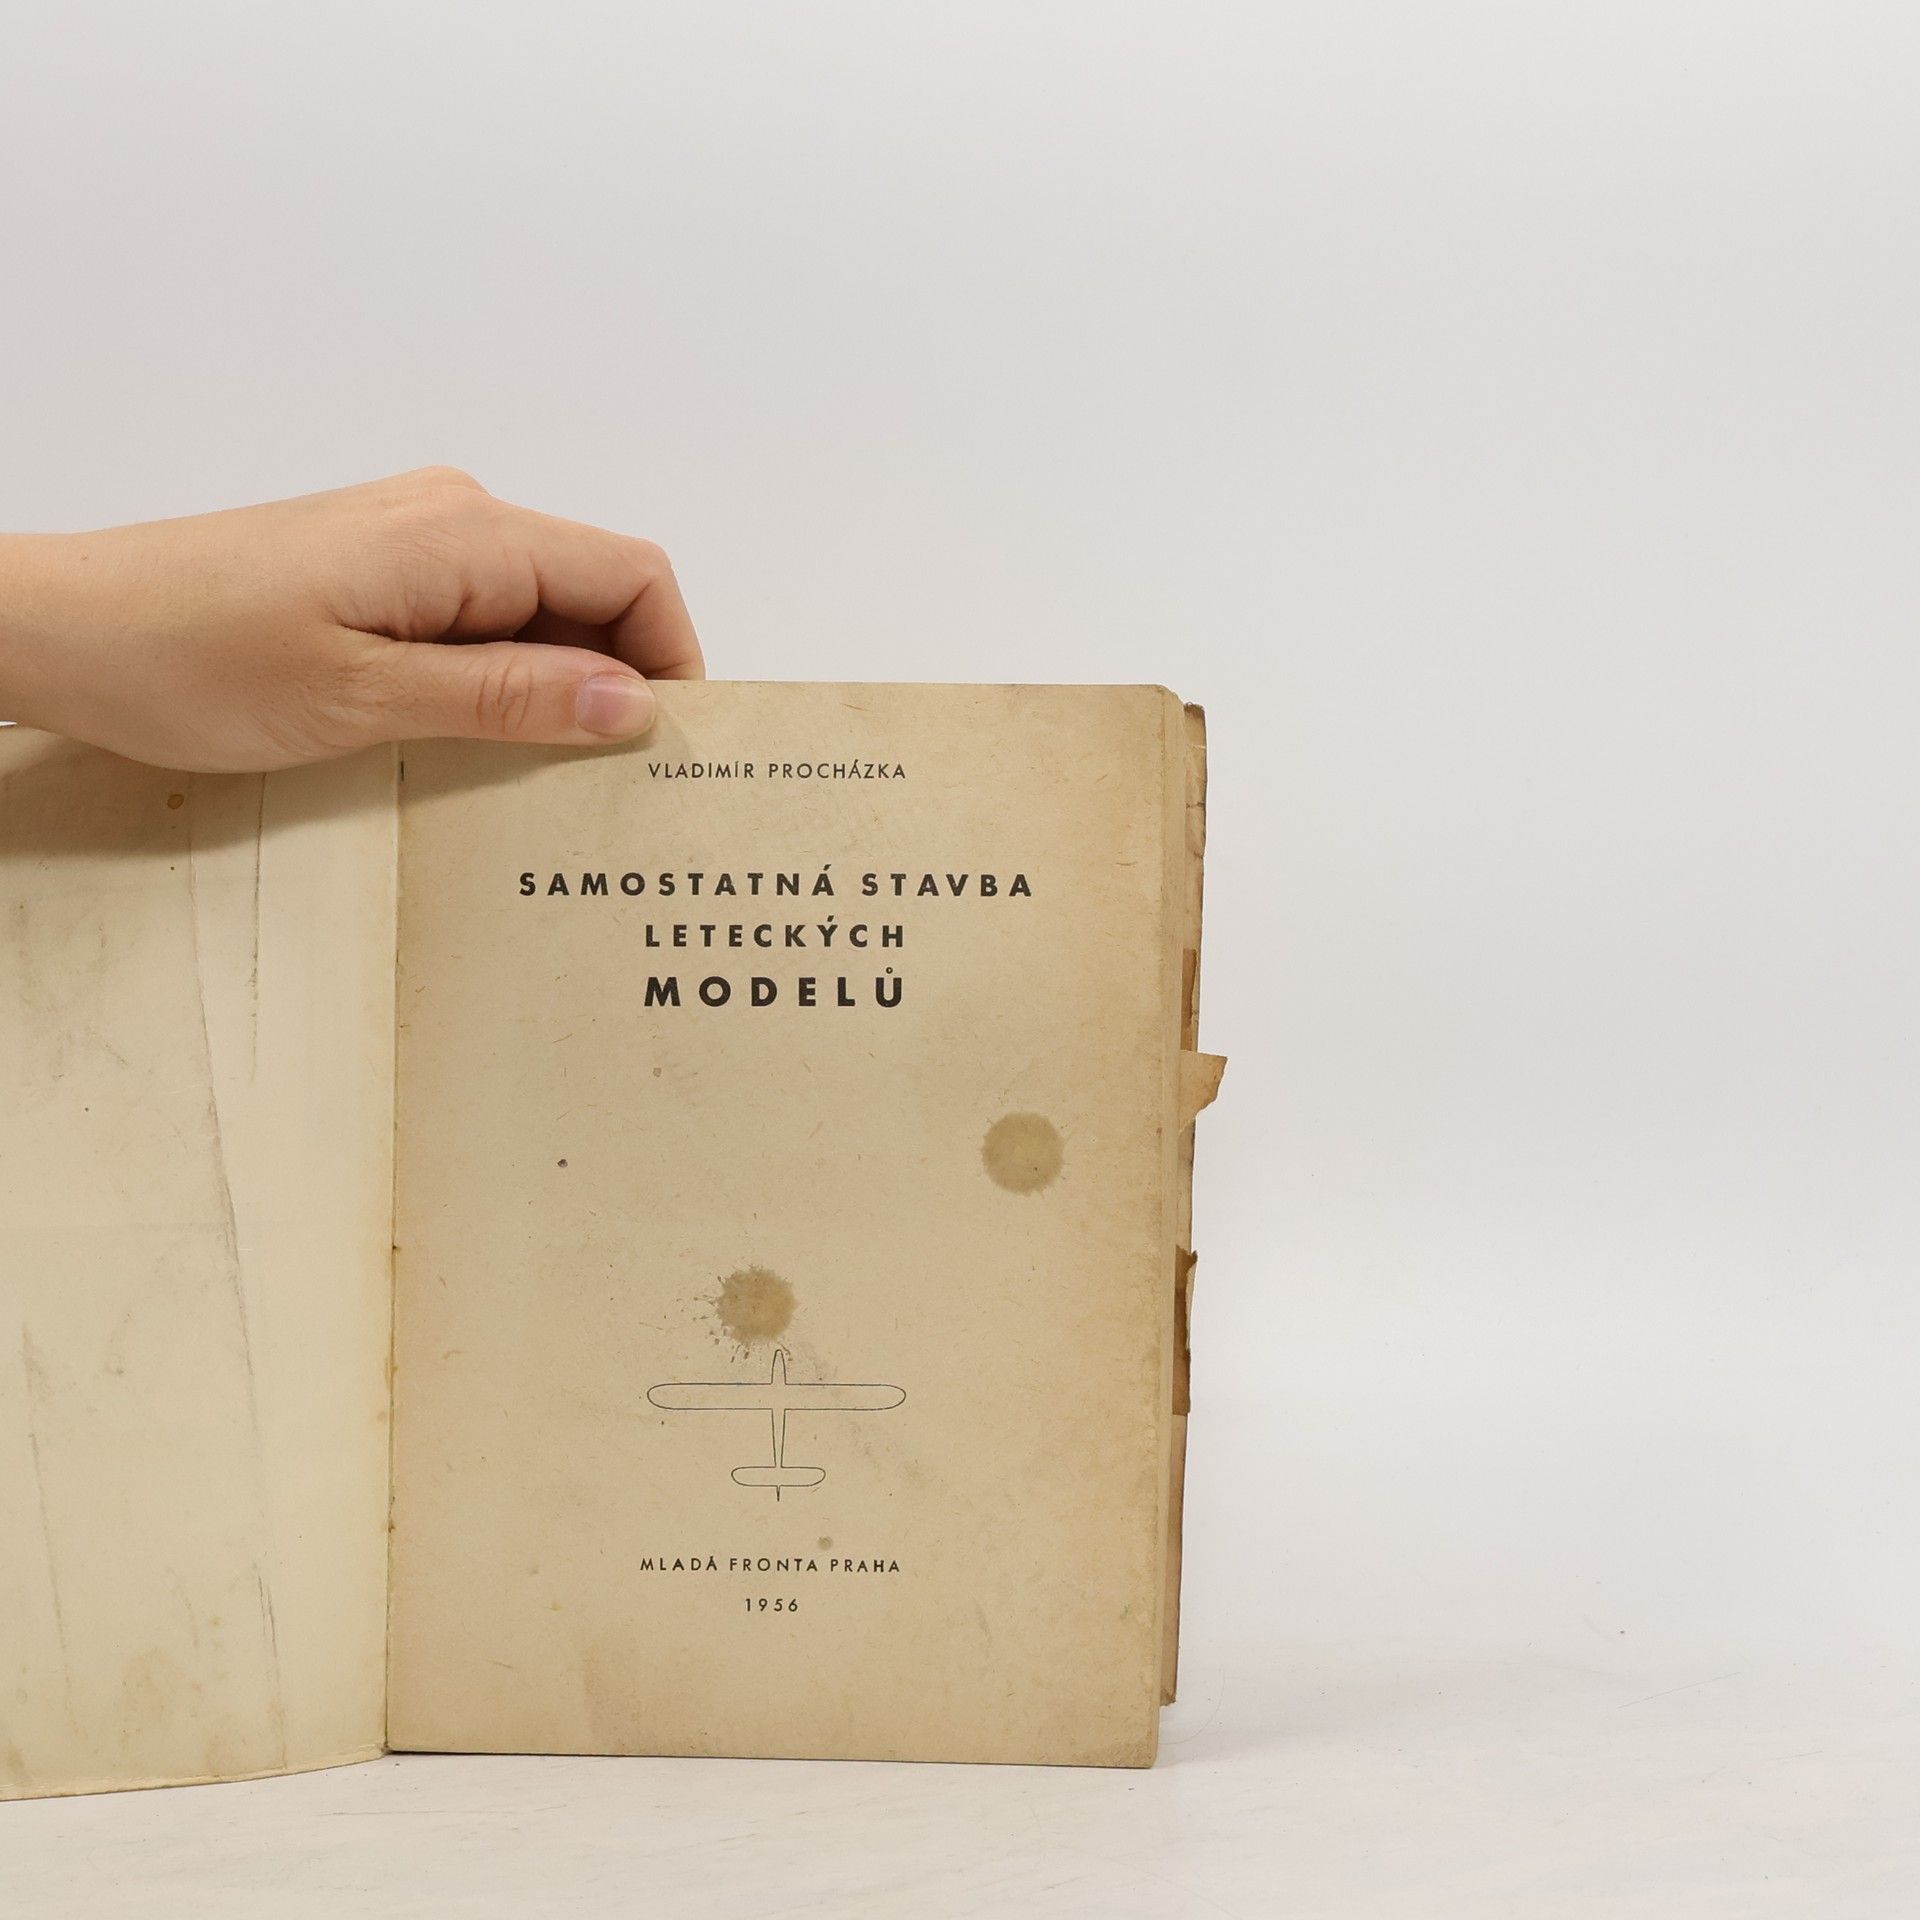 VLADIMÍR PROCHÁZKA
SAMOSTATNÁ STAVBA
LETECKÝCH
MODELŮ
MLADÁ FRONTA PRAHA
1956